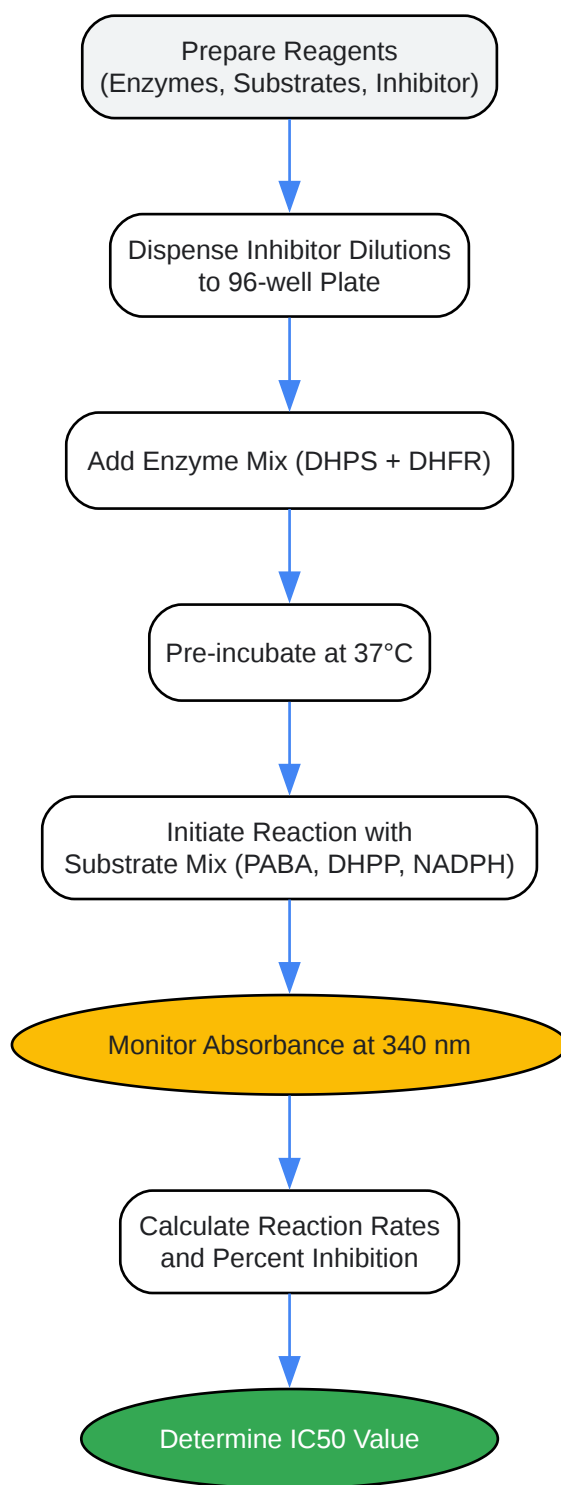 Prepare Reagents
(Enzymes, Substrates, Inhibitor)
Dispense Inhibitor Dilutions
to 96-well Plate
Add Enzyme Mix (DHPS + DHFR)
Pre-incubate at 37°C
Initiate Reaction with
Substrate Mix (PABA, DHPP, NADPH)
Monitor Absorbance at 340 nm
Calculate Reaction Rates
and Percent Inhibition
Determine IC50 Value